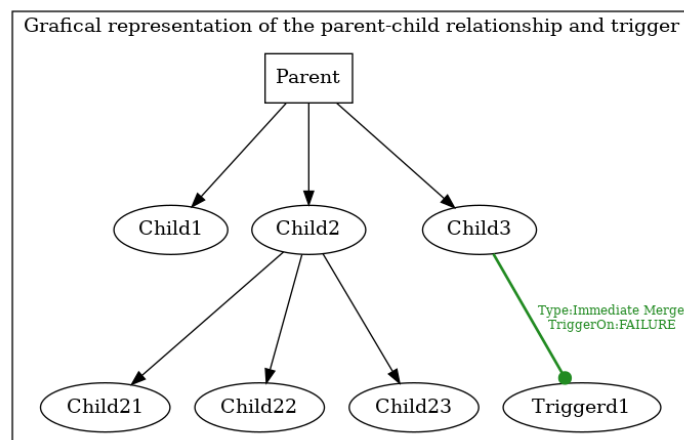 Grafical representation of the parent-child relationship and trigger
Parent
Child1
Child2
Child3
Type:Immediate Merge
TriggerOn:FAILURE
Child21
Child22
Child23
Triggerd1